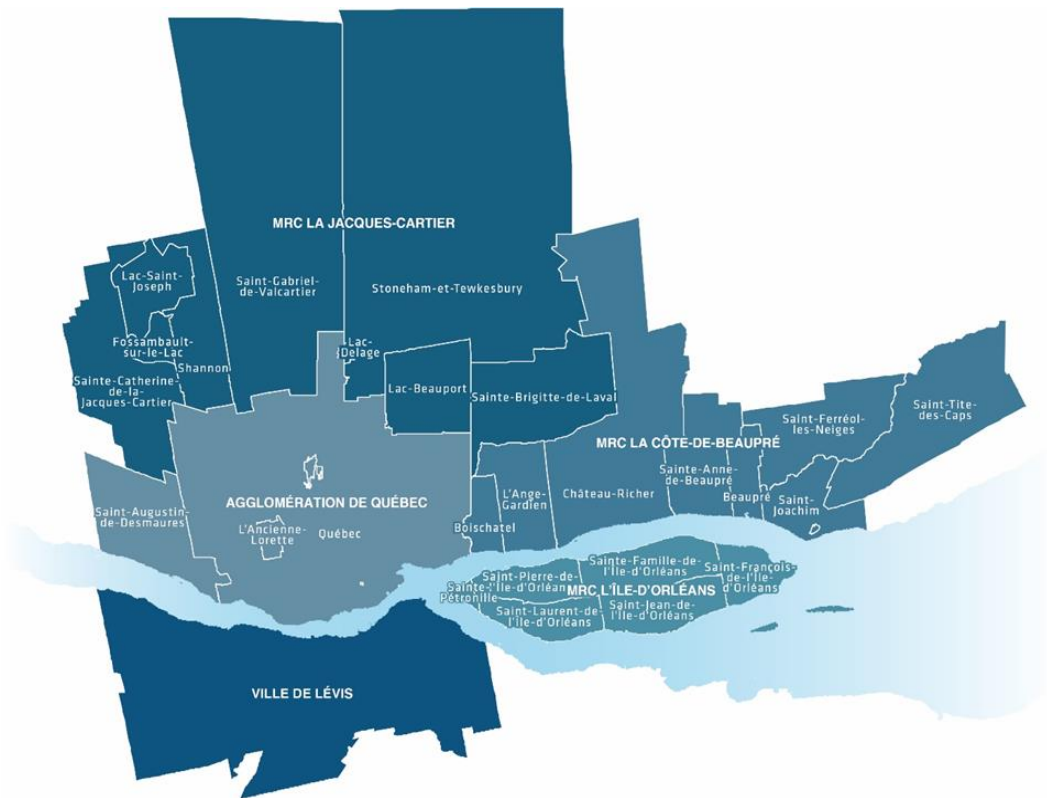 MRC LA JACQUES-CARTIER
Lac-Saint-
Joseph
Saint-Gabriel-
de-Valcartier
Stoneham-et-Tewkesbury
Fossambault-
sur-le-Lac
Shannon
Sainte-Catherine-
de-la-
Jacques-Cartier
Lac-
Delage
Lac-Beauport
Sainte-Brigitte-de-Laval
MRC LA CÔTE-DE-BEAUPRÉ
Saint-Ferréol-
les-Neiges
Saint-Tite-
des-Caps
Sainte-Anne-
de-Beaupré
Château-Richer
L'Ange-
Gardien
Beaupré
Saint-
Joachim
Boischatel
AGGLOMÉRATION DE QUÉBEC
Saint-Augustin-
de-Desmaures
L'Ancienne-
Lorette
Québec
Sainte-Famille-de-
l'Île-d'Orléans
Saint-François-
de-l'Île-
d'Orléans
Saint-Pierre-de-
l'Île-d'Orléans
Sainte-
Pétronille
MRC L'ÎLE-D'ORLÉANS
Saint-Laurent-de-
l'Île-d'Orléans
Saint-Jean-de-
l'Île-d'Orléans
VILLE DE LÉVIS